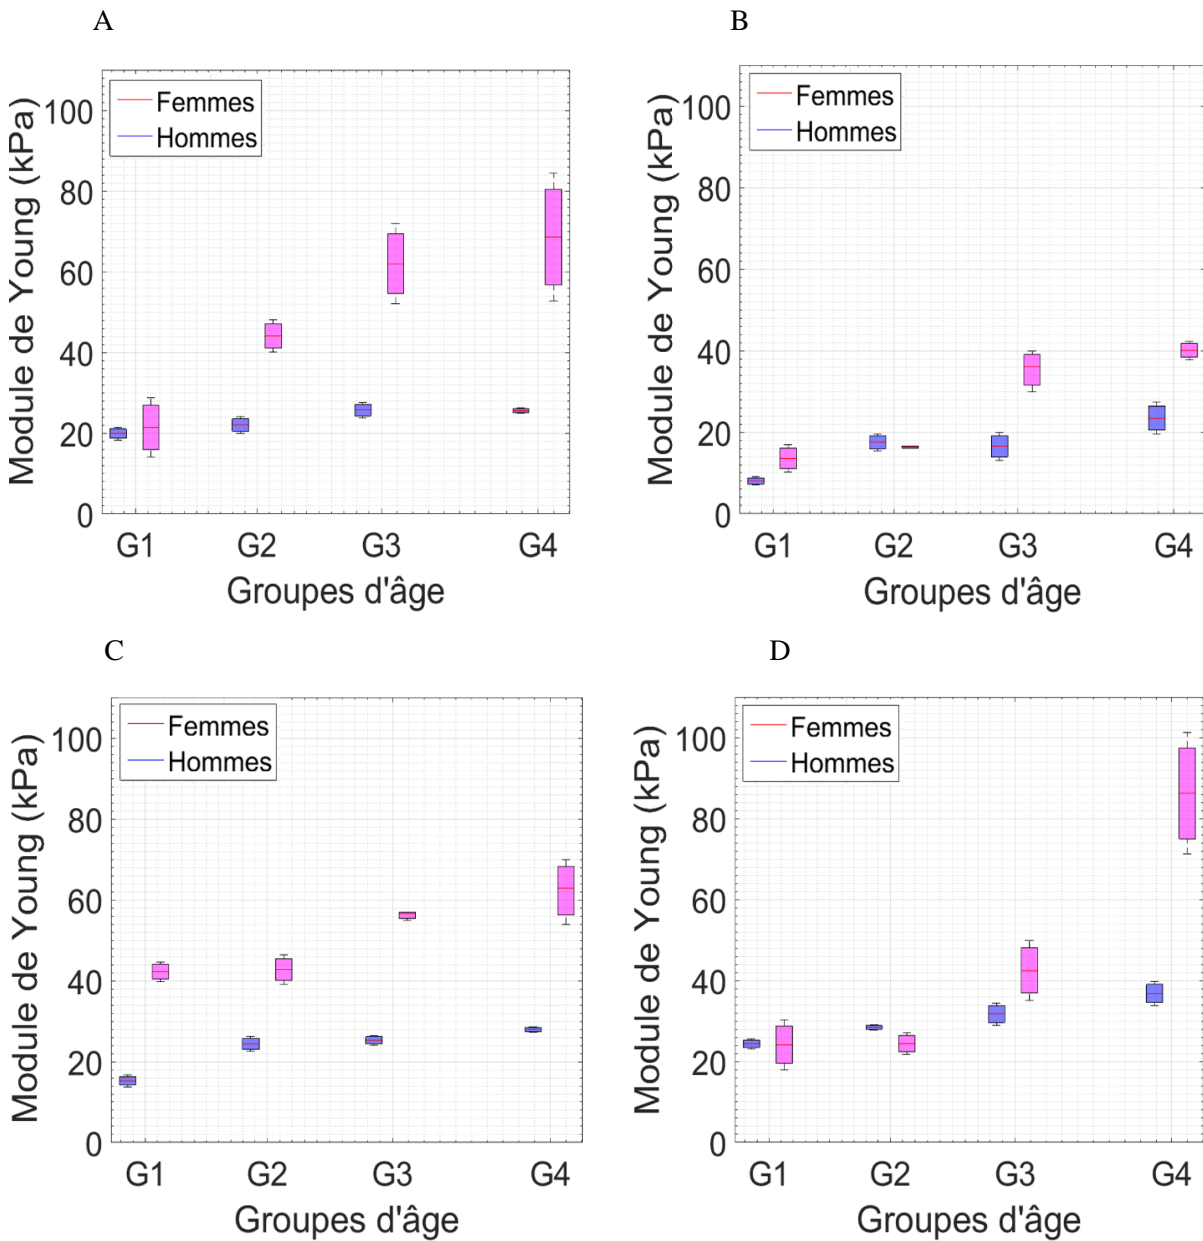 A
Module de Young (kPa)
100
80
60
40
20
0
Femmes
Hommes
G1 G2 G3 G4
Groupes d'âge
B
Module de Young (kPa)
100
80
60
40
20
0
Femmes
Hommes
G1 G2 G3 G4
Groupes d'âge
C
Module de Young (kPa)
100
80
60
40
20
0
Femmes
Hommes
G1 G2 G3 G4
Groupes d'âge
D
Module de Young (kPa)
100
80
60
40
20
0
Femmes
Hommes
G1 G2 G3 G4
Groupes d'âge